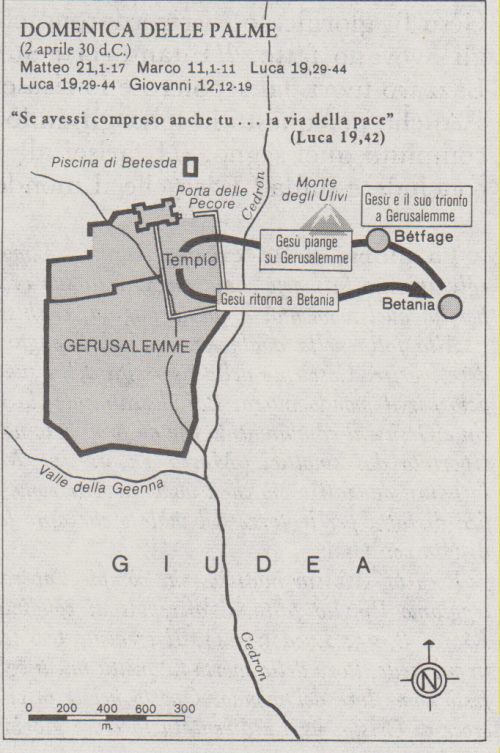 DOMENICA DELLE PALME
(2 aprile 30 d.C.)
Matteo 21,1-17 Marco 11,1-11 Luca 19,29-44
Luca 19,29-44 Giovanni 12,12-19
“Se avessi compreso anche tu . . . la via della pace”
(Luca 19,42)
Piscina di Betesda
Porta delle
Pecore
Cedron
Monte
degli Ulivi
Gesù e il suo trionfo
a Gerusalemme
Tempio
Gesù piange
su Gerusalemme
Bétfage
Gesù ritorna a Betania
Betania
GERUSALEMME
Valle della Geenna
GIUDEA
Cedron
N
0 200 400 600 300
m.